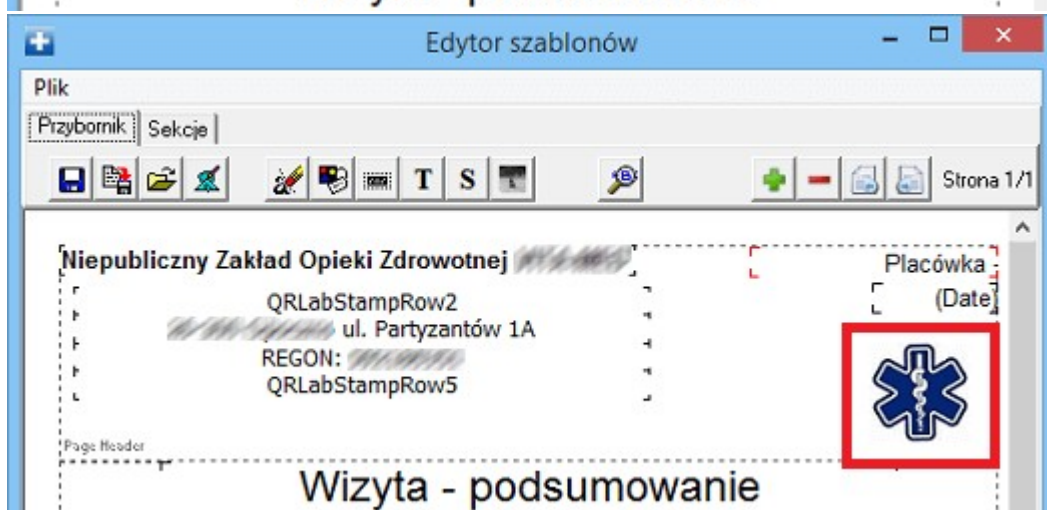 Edytor szablonów
Plik
Przybornik Sekcje
T S B Strona 1/1
Niepubliczny Zakład Opieki Zdrowotnej
Placówka
QRLabStampRow2
(Date)
ul. Partyzantów 1A
REGON:
QRLabStampRow5
Page Header
Wizyta - podsumowanie